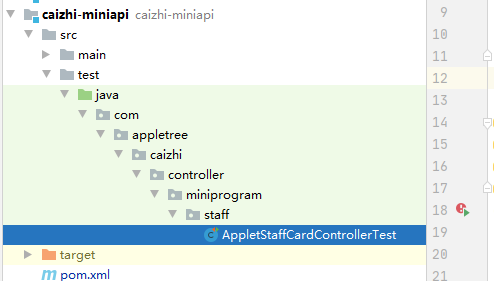 caizhi-miniapi caizhi-miniapi
src
main
test
java
com
appletree
caizhi
controller
miniprogram
staff
AppletStaffCardControllerTest
target
pom.xml
9
10
11
12
13
14
15
16
17
18
19
20
21